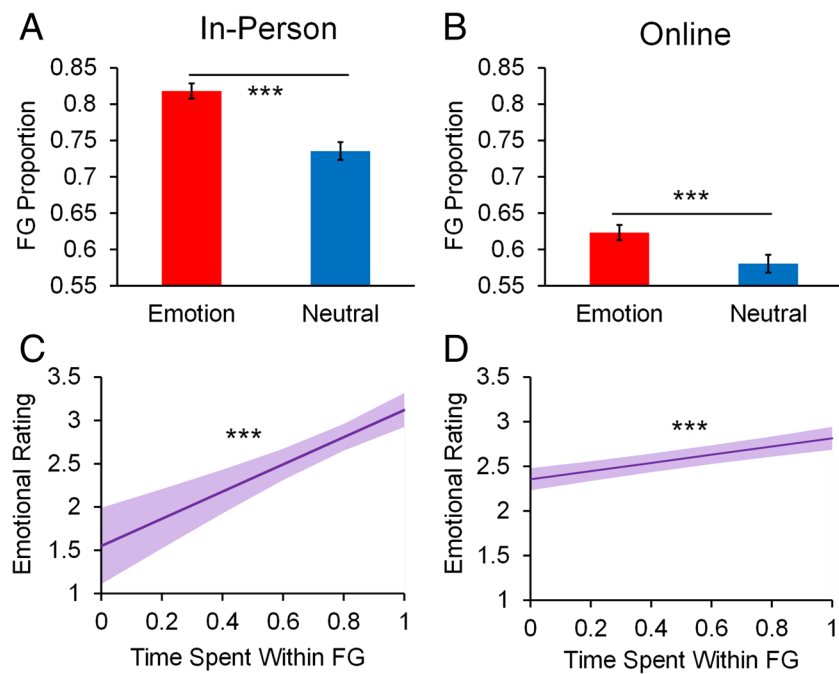 A
In-Person
FG Proportion
0.85
0.8
0.75
0.7
0.65
0.6
0.55
***
Emotion
Neutral
B
Online
FG Proportion
0.85
0.8
0.75
0.7
0.65
0.6
0.55
***
Emotion
Neutral
C
Emotional Rating
3.5
3
2.5
2
1.5
1
***
0 0.2 0.4 0.6 0.8 1
Time Spent Within FG
D
Emotional Rating
3.5
3
2.5
2
1.5
1
***
0 0.2 0.4 0.6 0.8 1
Time Spent Within FG